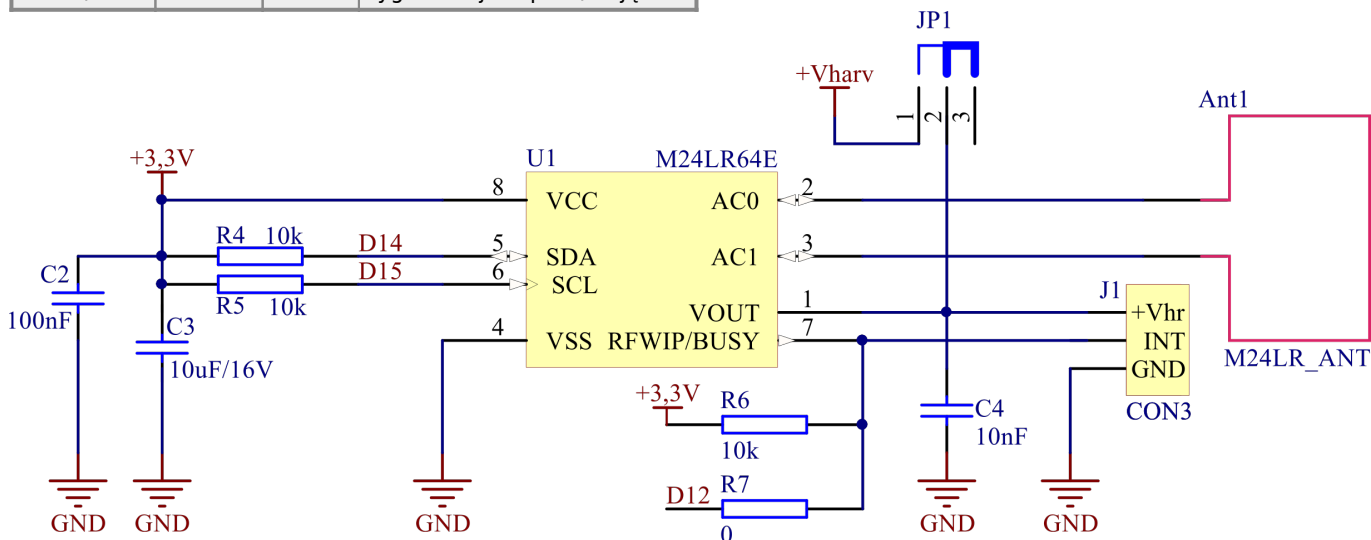 JP1
+Vharv
1
2
3
Ant1
+3,3V
U1
M24LR64E
8
VCC
AC0
2
R4
10k
D14
5
SDA
AC1
3
C2
R5
10k
D15
6
SCL
100nF
J1
VOUT
1
+Vhr
C3
4
VSS
RFWIP/BUSY
7
INT
M24LR_ANT
10uF/16V
GND
+3,3V
R6
10k
C4
10nF
CON3
D12
R7
0
GND
GND
GND
GND
GND